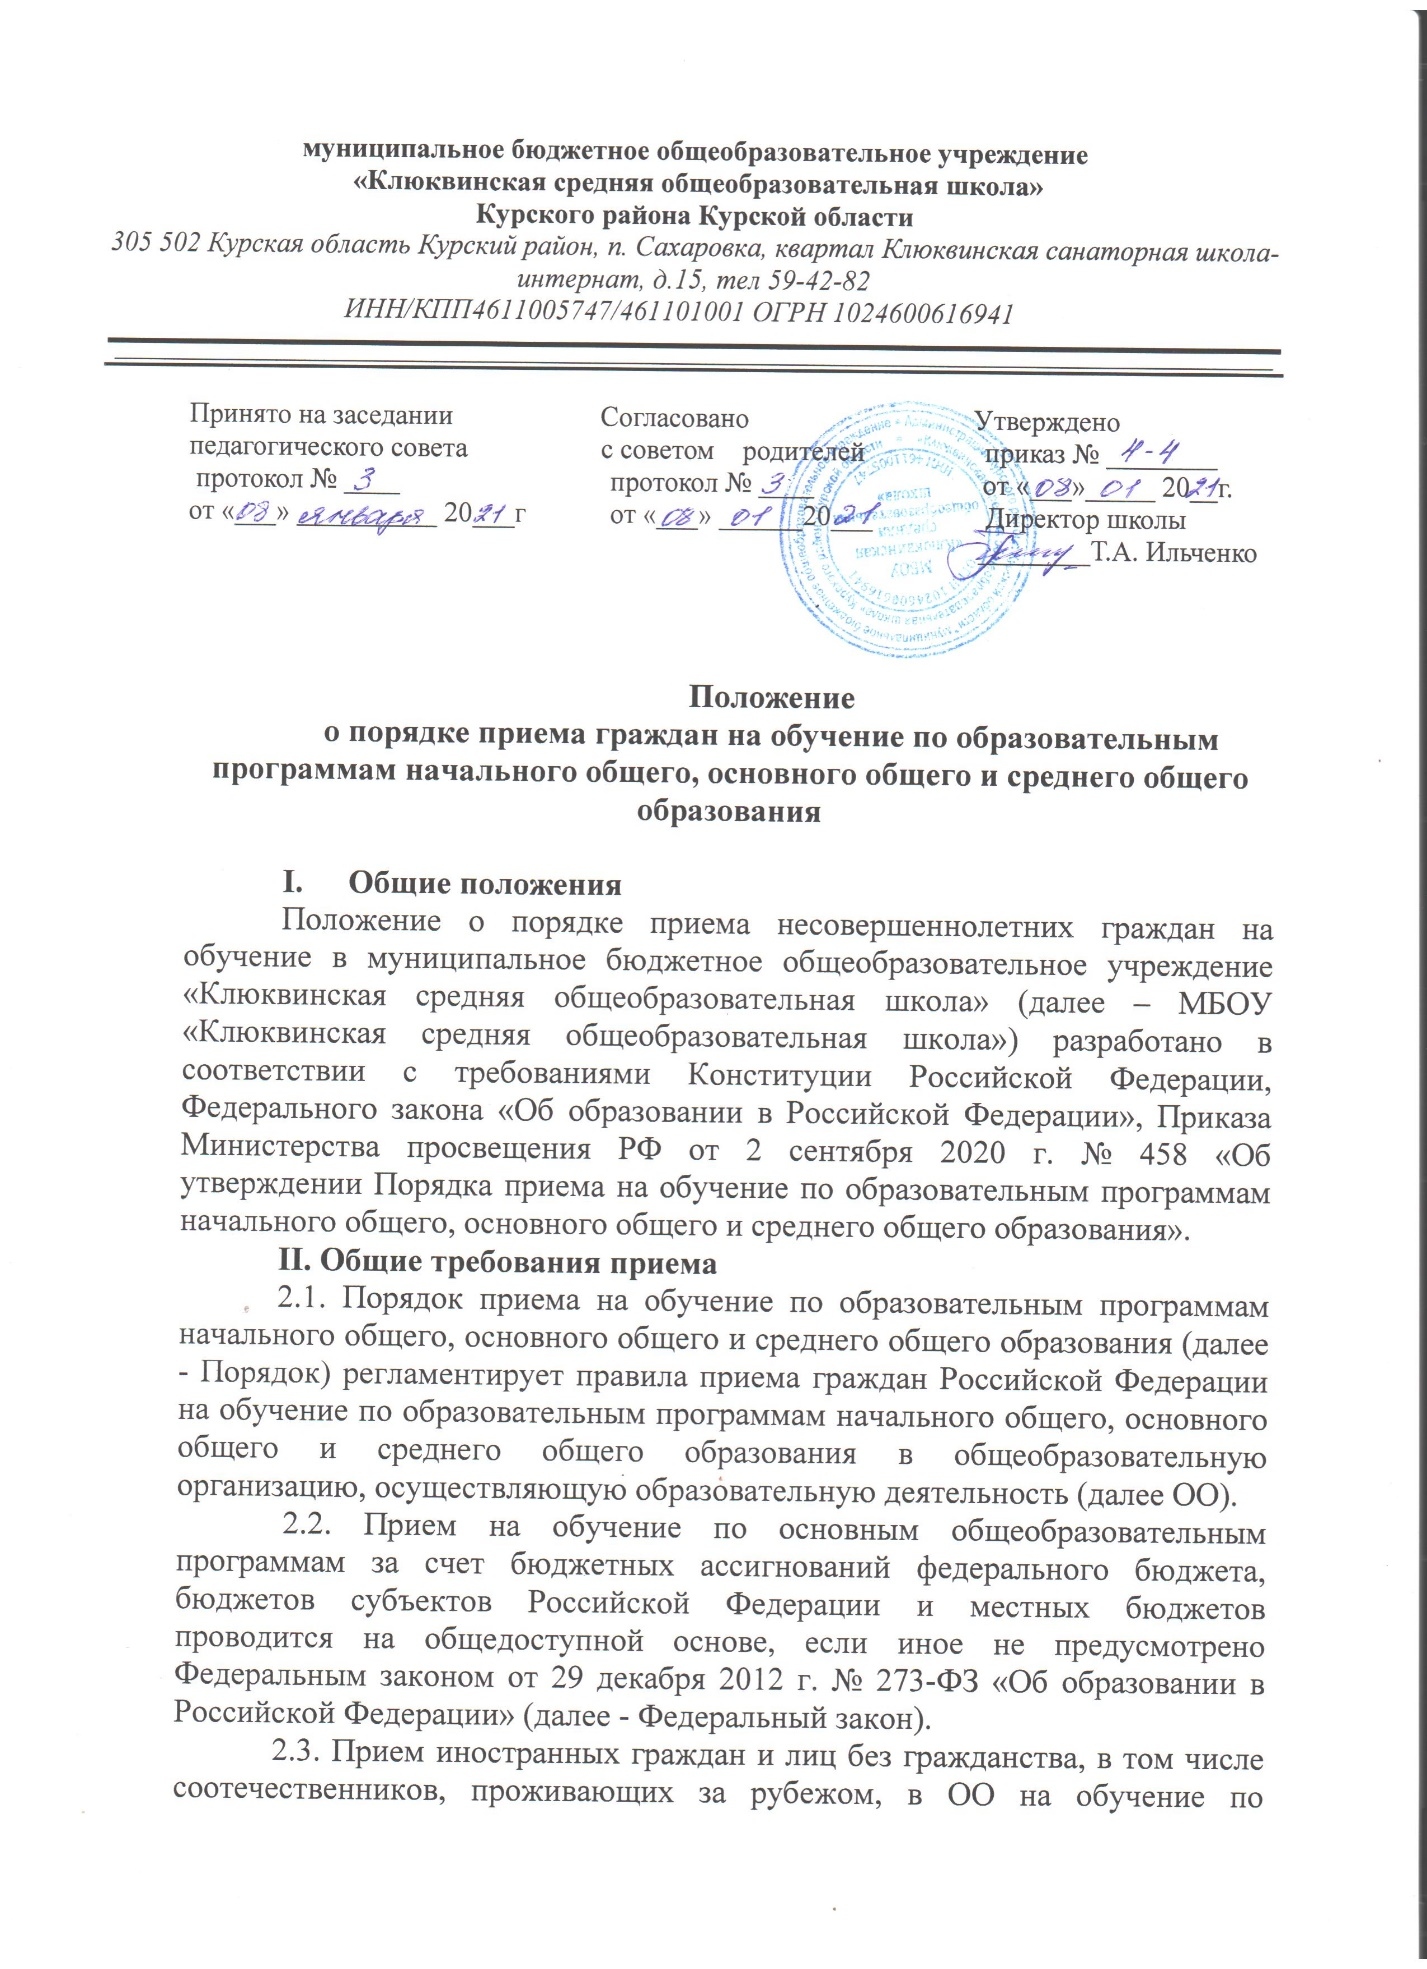 муниципальное бюджетное общеобразовательное учреждение
«Клюквинская средняя общеобразовательная школа»
Курского района Курской области
305 502 Курская область Курский район, п. Сахаровка, квартал Клюквинская санаторная школа-
интернат, д.15, тел 59-42-82
ИНН/КПП4611005747/461101001 ОГРН 1024600616941
Принято на заседании
педагогического совета
протокол № 3
от «08» января 2021 г
Согласовано
с советом родителей
протокол № 3
от «08» 01 2021
Утверждено
приказ № 4-4
от «08» 01 2021г.
Директор школы
Т.А. Ильченко
МБОУ
«Клюквинская
средняя
общеобразовательная
школа»
Положение
о порядке приема граждан на обучение по образовательным
программам начального общего, основного общего и среднего общего
образования
I. Общие положения
Положение о порядке приема несовершеннолетних граждан на
обучение в муниципальное бюджетное общеобразовательное учреждение
«Клюквинская средняя общеобразовательная школа» (далее – МБОУ
«Клюквинская средняя общеобразовательная школа») разработано в
соответствии с требованиями Конституции Российской Федерации,
Федерального закона «Об образовании в Российской Федерации», Приказа
Министерства просвещения РФ от 2 сентября 2020 г. № 458 «Об
утверждении Порядка приема на обучение по образовательным программам
начального общего, основного общего и среднего общего образования».
II. Общие требования приема
2.1. Порядок приема на обучение по образовательным программам
начального общего, основного общего и среднего общего образования (далее
- Порядок) регламентирует правила приема граждан Российской Федерации
на обучение по образовательным программам начального общего, основного
общего и среднего общего образования в общеобразовательную
организацию, осуществляющую образовательную деятельность (далее ОО).
2.2. Прием на обучение по основным общеобразовательным
программам за счет бюджетных ассигнований федерального бюджета,
бюджетов субъектов Российской Федерации и местных бюджетов
проводится на общедоступной основе, если иное не предусмотрено
Федеральным законом от 29 декабря 2012 г. № 273-ФЗ «Об образовании в
Российской Федерации» (далее - Федеральный закон).
2.3. Прием иностранных граждан и лиц без гражданства, в том числе
соотечественников, проживающих за рубежом, в ОО на обучение по